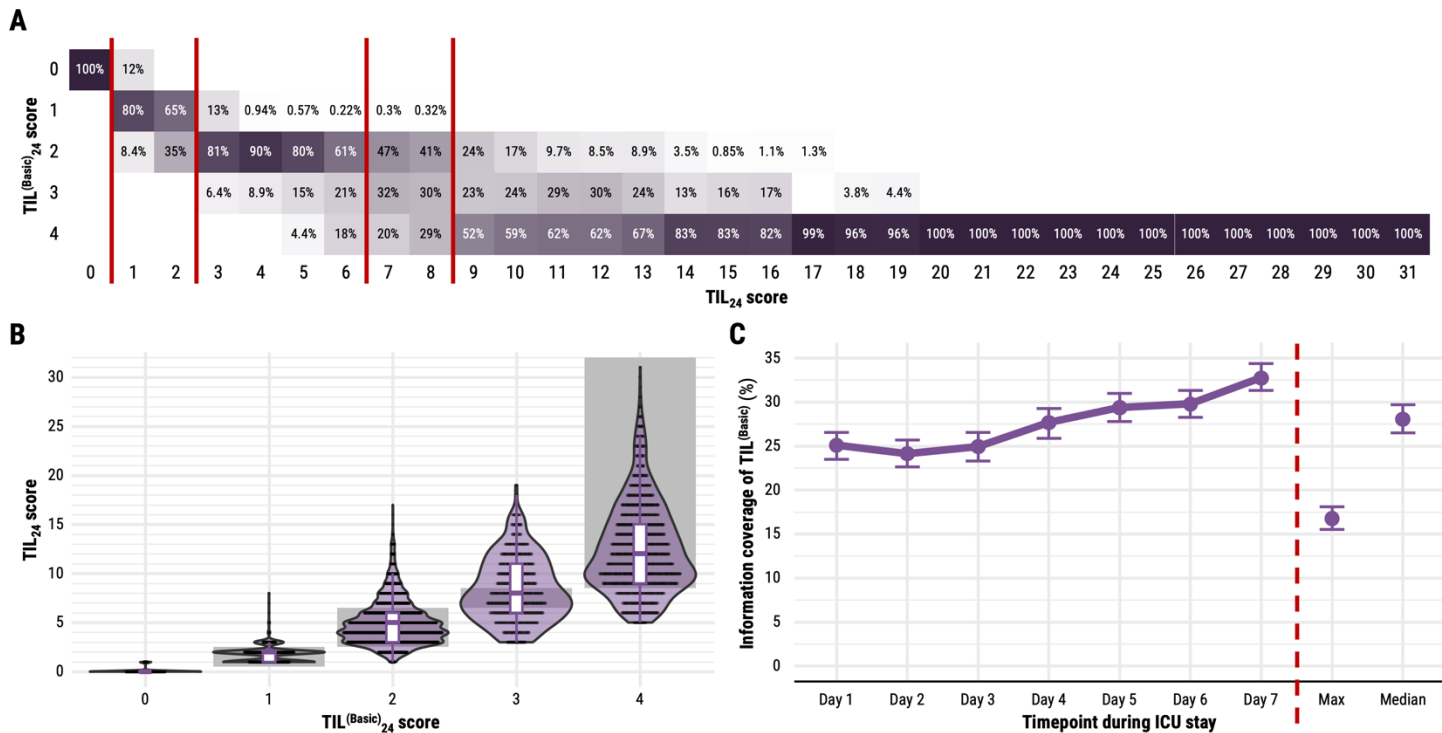 A
0 100% 12%
1 80% 65% 13% 0.94% 0.57% 0.22% 0.3% 0.32%
2 8.4% 35% 81% 90% 80% 61% 47% 41% 24% 17% 9.7% 8.5% 8.9% 3.5% 0.85% 1.1% 1.3%
3 6.4% 8.9% 15% 21% 32% 30% 23% 24% 29% 30% 24% 13% 16% 17% 3.8% 4.4%
4 4.4% 18% 20% 29% 52% 59% 62% 62% 67% 83% 83% 82% 99% 96% 96% 100% 100% 100% 100% 100% 100% 100% 100% 100% 100% 100% 100%
TIL(Basic)24 score
0 1 2 3 4 5 6 7 8 9 10 11 12 13 14 15 16 17 18 19 20 21 22 23 24 25 26 27 28 29 30 31
TIL24 score
B
TIL24 score
30
25
20
15
10
5
0
0 1 2 3 4
TIL(Basic)24 score
C
Information coverage of TIL(Basic) (%)
35
30
25
20
15
10
5
0
Day 1 Day 2 Day 3 Day 4 Day 5 Day 6 Day 7 Max Median
Timepoint during ICU stay